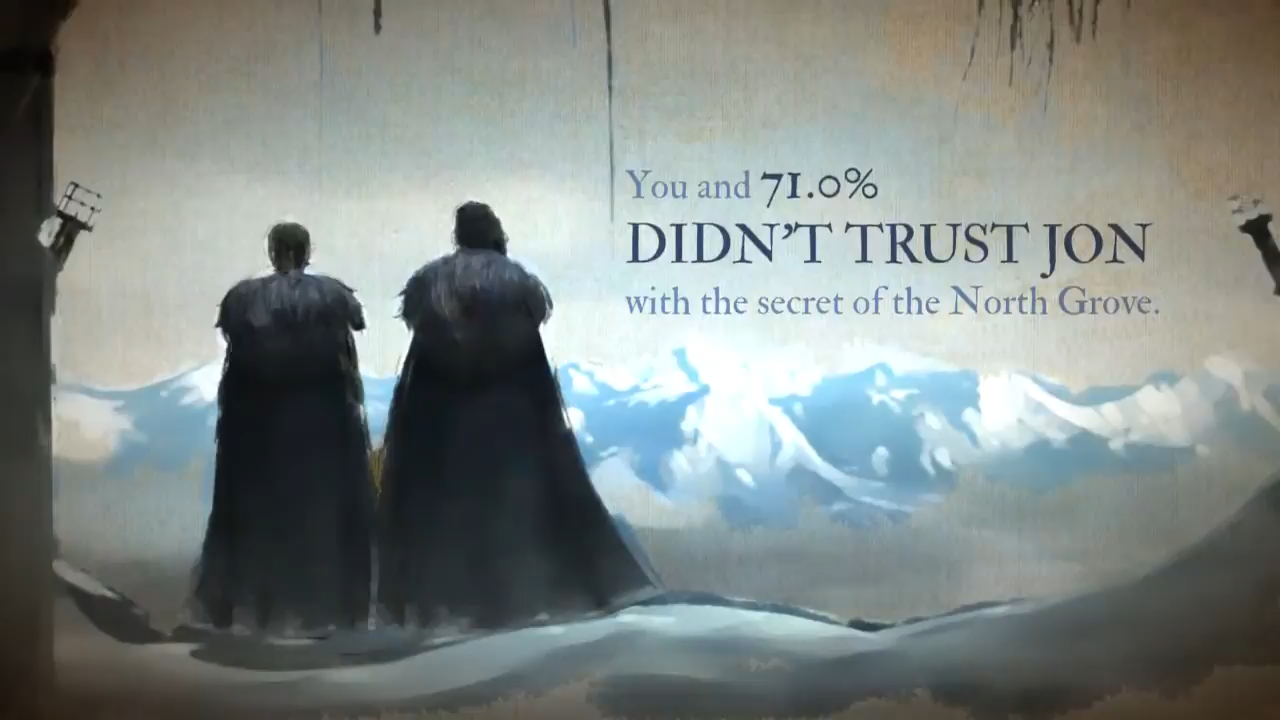 You and 71.0%
DIDN'T TRUST JON
with the secret of the North Grove.